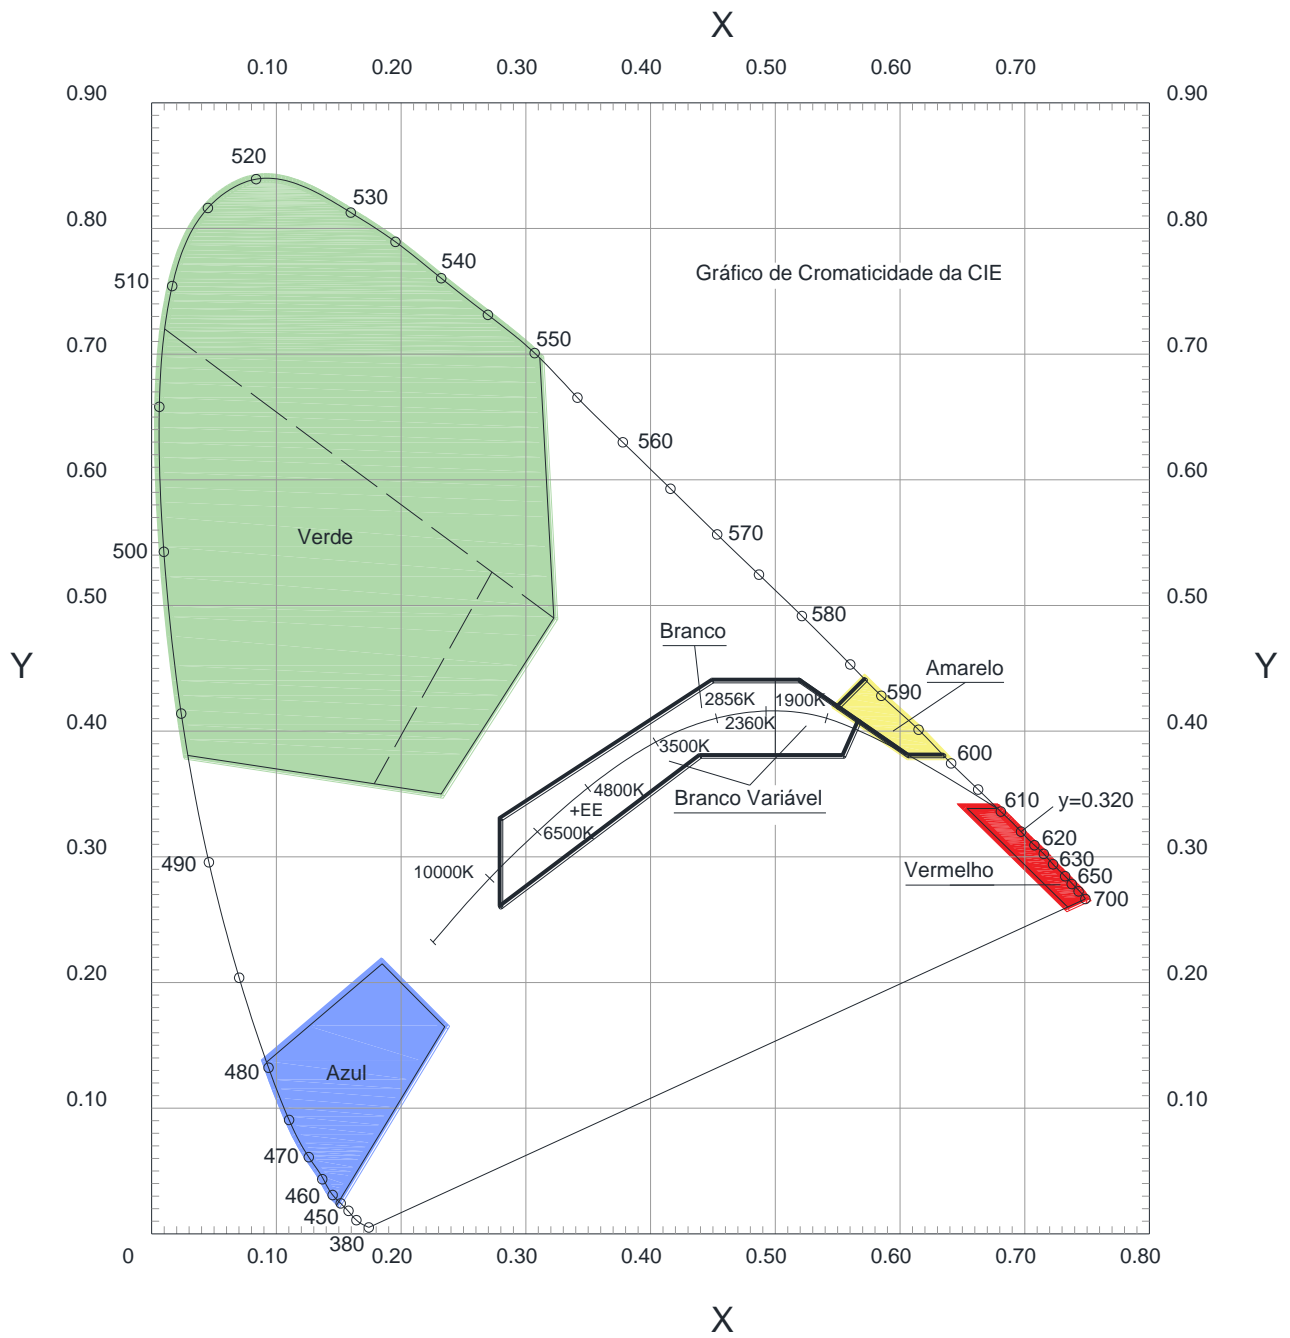 X
0.10 0.20 0.30 0.40 0.50 0.60 0.70
0.90 0.90
520
530
0.80 0.80
540
510
Gráfico de Cromaticidade da CIE
550
0.70 0.70
560
0.60 0.60
570
Verde
500
0.50 0.50
580
Branco
Y Y
Amarelo
590
2856K 1900K
2360K
0.40 0.40
3500K
600
4800K
Branco Variável
610 y=0.320
+EE
6500K
620
0.30 0.30
630
490
10000K
Vermelho
650
700
0.20 0.20
480
Azul
0.10 0.10
470
460
450
380
0 0.10 0.20 0.30 0.40 0.50 0.60 0.70 0.80
X